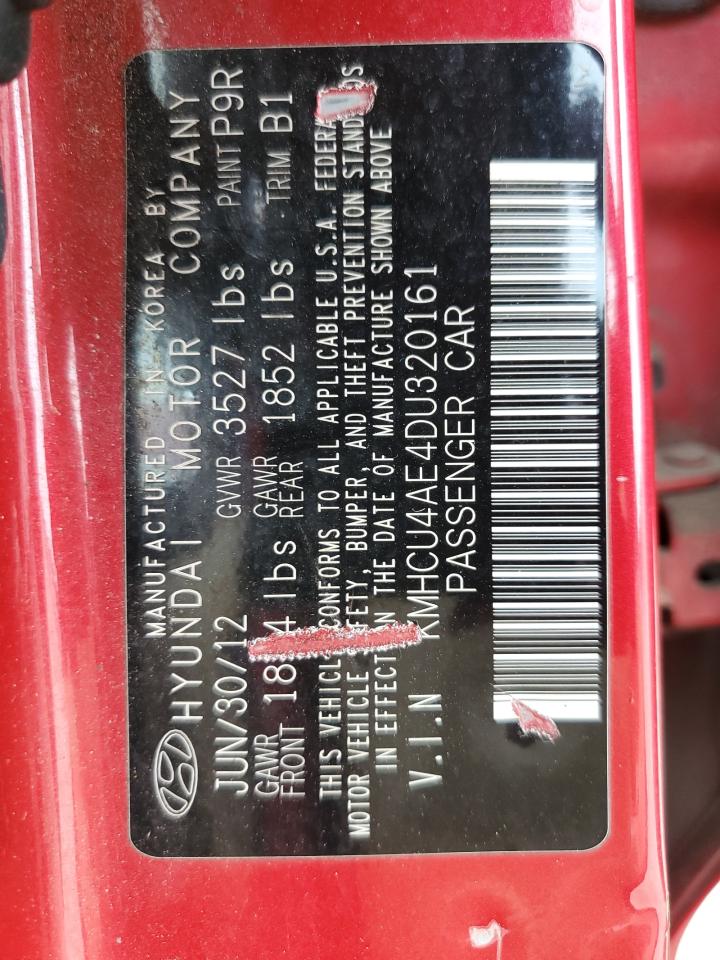 MANUFACTURED IN KOREA BY
HYUNDAI MOTOR COMPANY
JUN/30/12 GVWR 3527 lbs PAINT P9R
GAWR FRONT lbs GAWR REAR 1852 lbs TRIM B1
THIS VEHICLE CONFORMS TO ALL APPLICABLE U.S.A. FEDERAL
MOTOR VEHICLE SAFETY, BUMPER, AND THEFT PREVENTION STANDARDS
IN EFFECT ON THE DATE OF MANUFACTURE SHOWN ABOVE
V.I.N KMHCU4AE4DU320161
PASSENGER CAR